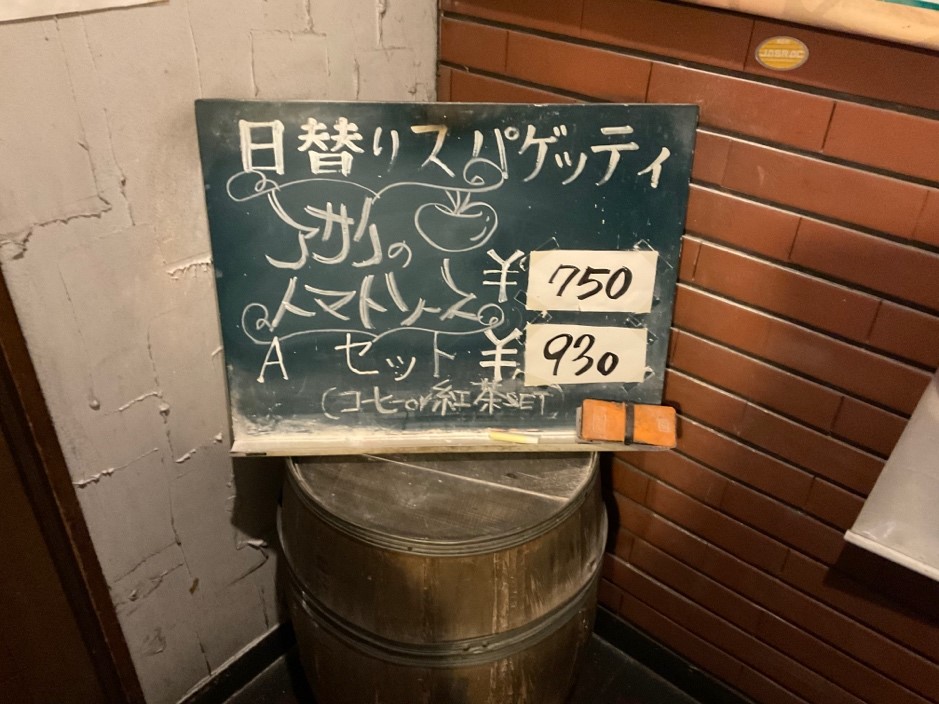 日替りスパゲッティ
アサリの
トマトソース ¥750
A セット ¥930
(コーヒーor紅茶SET)